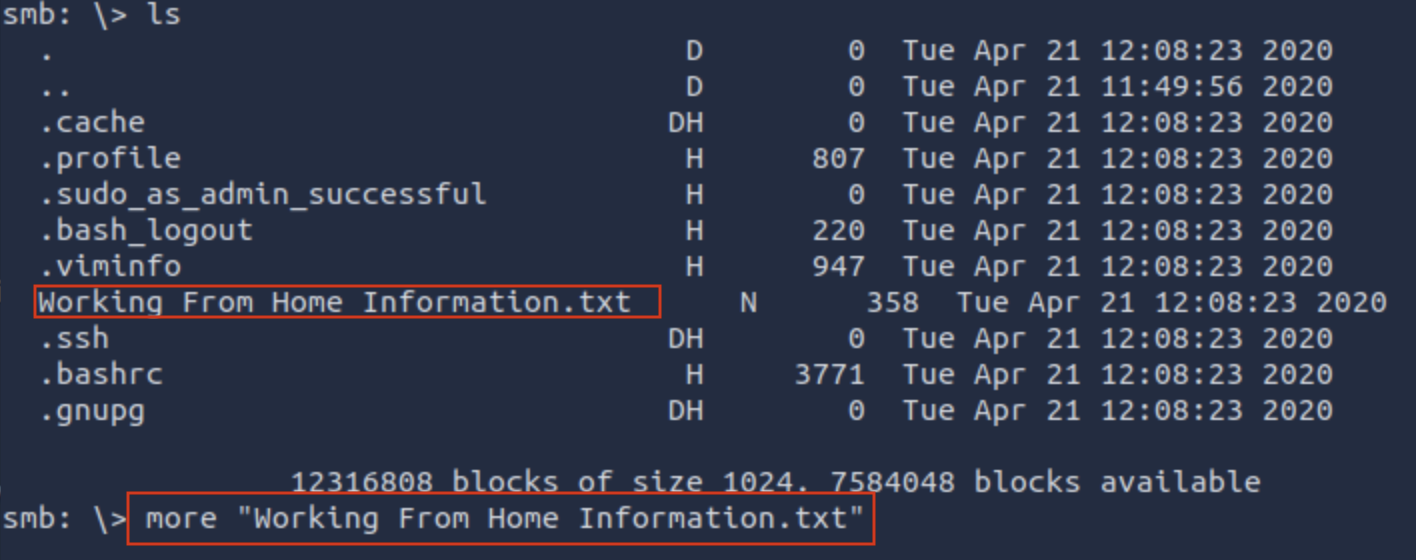 smb: \> ls
. D 0 Tue Apr 21 12:08:23 2020
.. D 0 Tue Apr 21 11:49:56 2020
.cache DH 0 Tue Apr 21 12:08:23 2020
.profile H 807 Tue Apr 21 12:08:23 2020
.sudo_as_admin_successful H 0 Tue Apr 21 12:08:23 2020
.bash_logout H 220 Tue Apr 21 12:08:23 2020
.viminfo H 947 Tue Apr 21 12:08:23 2020
Working From Home Information.txt N 358 Tue Apr 21 12:08:23 2020
.ssh DH 0 Tue Apr 21 12:08:23 2020
.bashrc H 3771 Tue Apr 21 12:08:23 2020
.gnupg DH 0 Tue Apr 21 12:08:23 2020
12316808 blocks of size 1024. 7584048 blocks available
smb: \> more "Working From Home Information.txt"